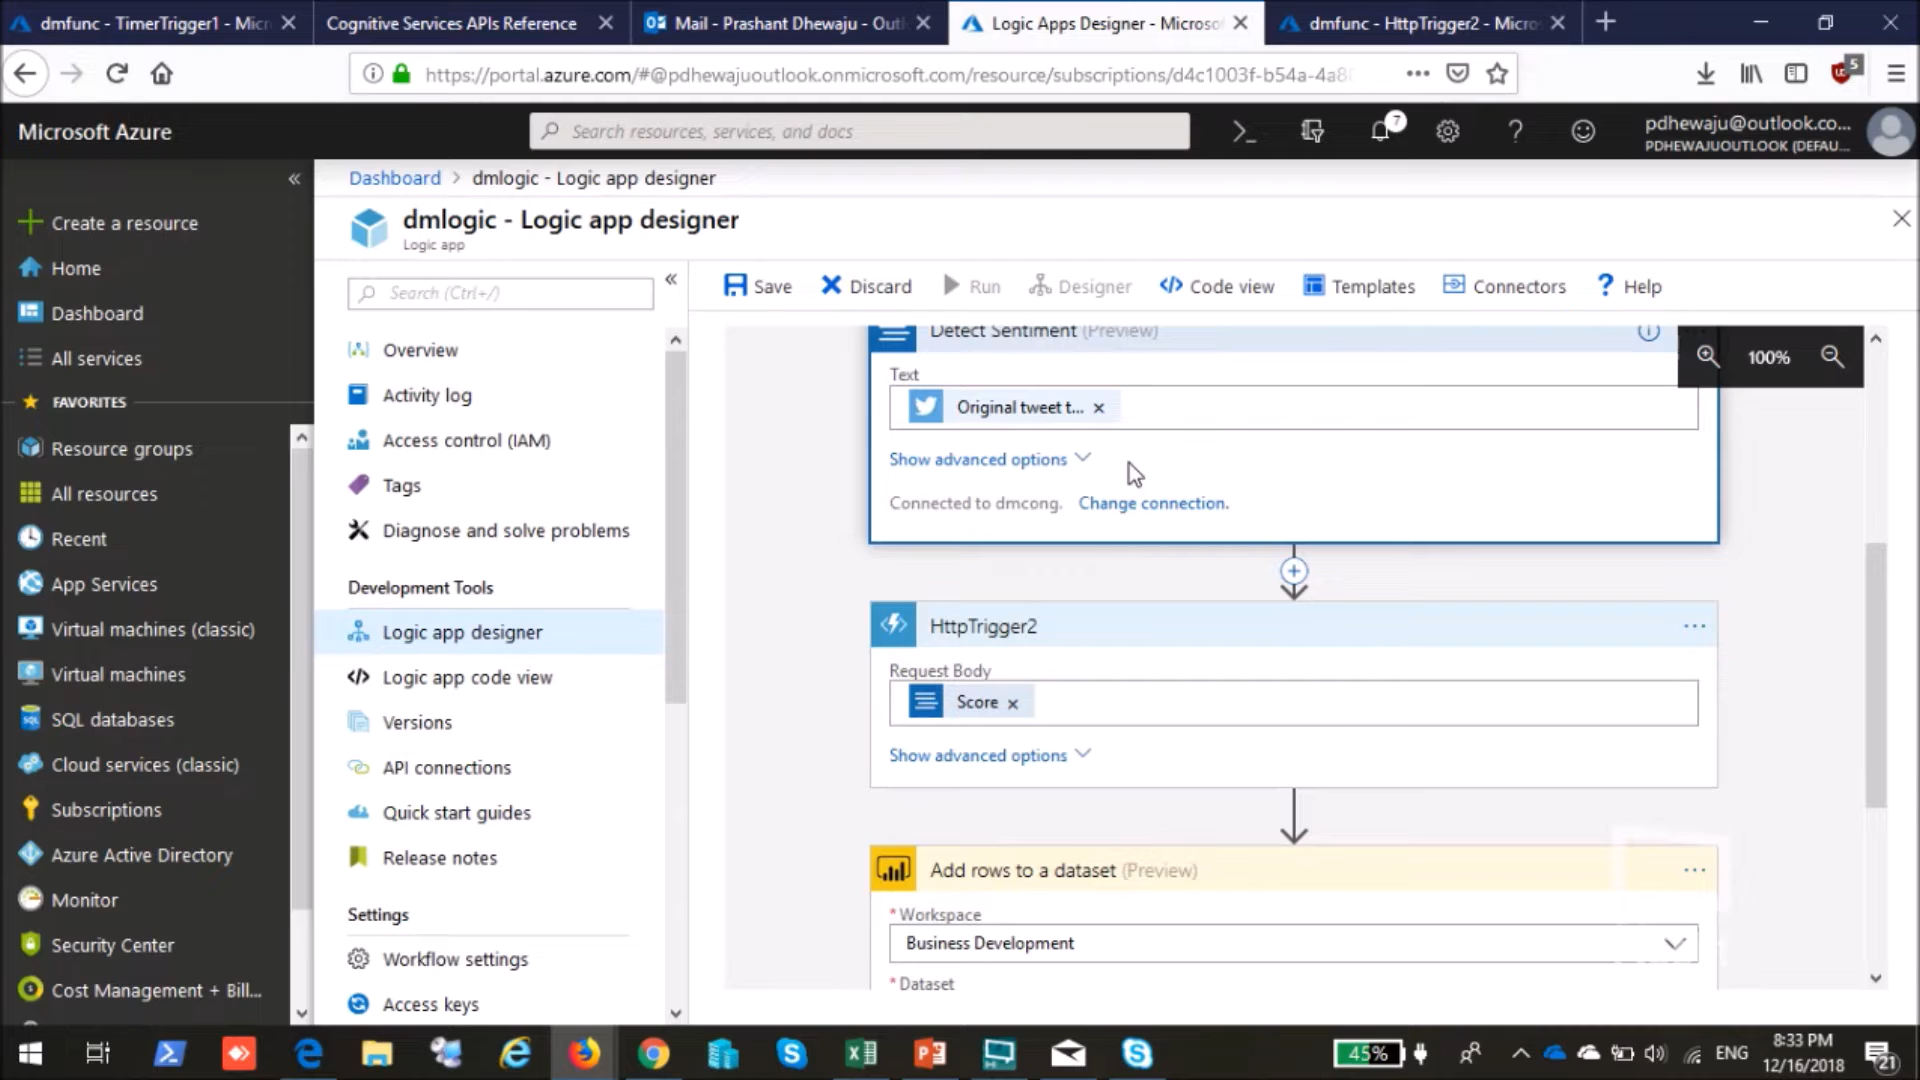 dmfunc - TimerTrigger1 - Micr
Cognitive Services APIs Reference
Mail - Prashant Dhewaju - Outl
Logic Apps Designer - Microsof
dmfunc - HttpTrigger2 - Micro
https://portal.azure.com/#@pdhewajuoutlook.onmicrosoft.com/resource/subscriptions/d4c1003f-b54a-4a8
5
Microsoft Azure
Search resources, services, and docs
7
pdhewaju@outlook.co...
PDHEWAJUOUTLOOK (DEFAU...
Create a resource
Home
Dashboard
All services
FAVORITES
Resource groups
All resources
Recent
App Services
Virtual machines (classic)
Virtual machines
SQL databases
Cloud services (classic)
Subscriptions
Azure Active Directory
Monitor
Security Center
Cost Management + Bill...
Dashboard > dmlogic - Logic app designer
dmlogic - Logic app designer
Logic app
Search (Ctrl+/)
Overview
Activity log
Access control (IAM)
Tags
Diagnose and solve problems
Development Tools
Logic app designer
Logic app code view
Versions
API connections
Quick start guides
Release notes
Settings
Workflow settings
Access keys
Save
Discard
Run
Designer
Code view
Templates
Connectors
Help
Detect Sentiment (Preview)
100%
Text
Original tweet t...
Show advanced options
Connected to dmcong. Change connection.
HttpTrigger2
Request Body
Score
Show advanced options
Add rows to a dataset (Preview)
* Workspace
Business Development
* Dataset
45%
ENG
8:33 PM
12/16/2018
21